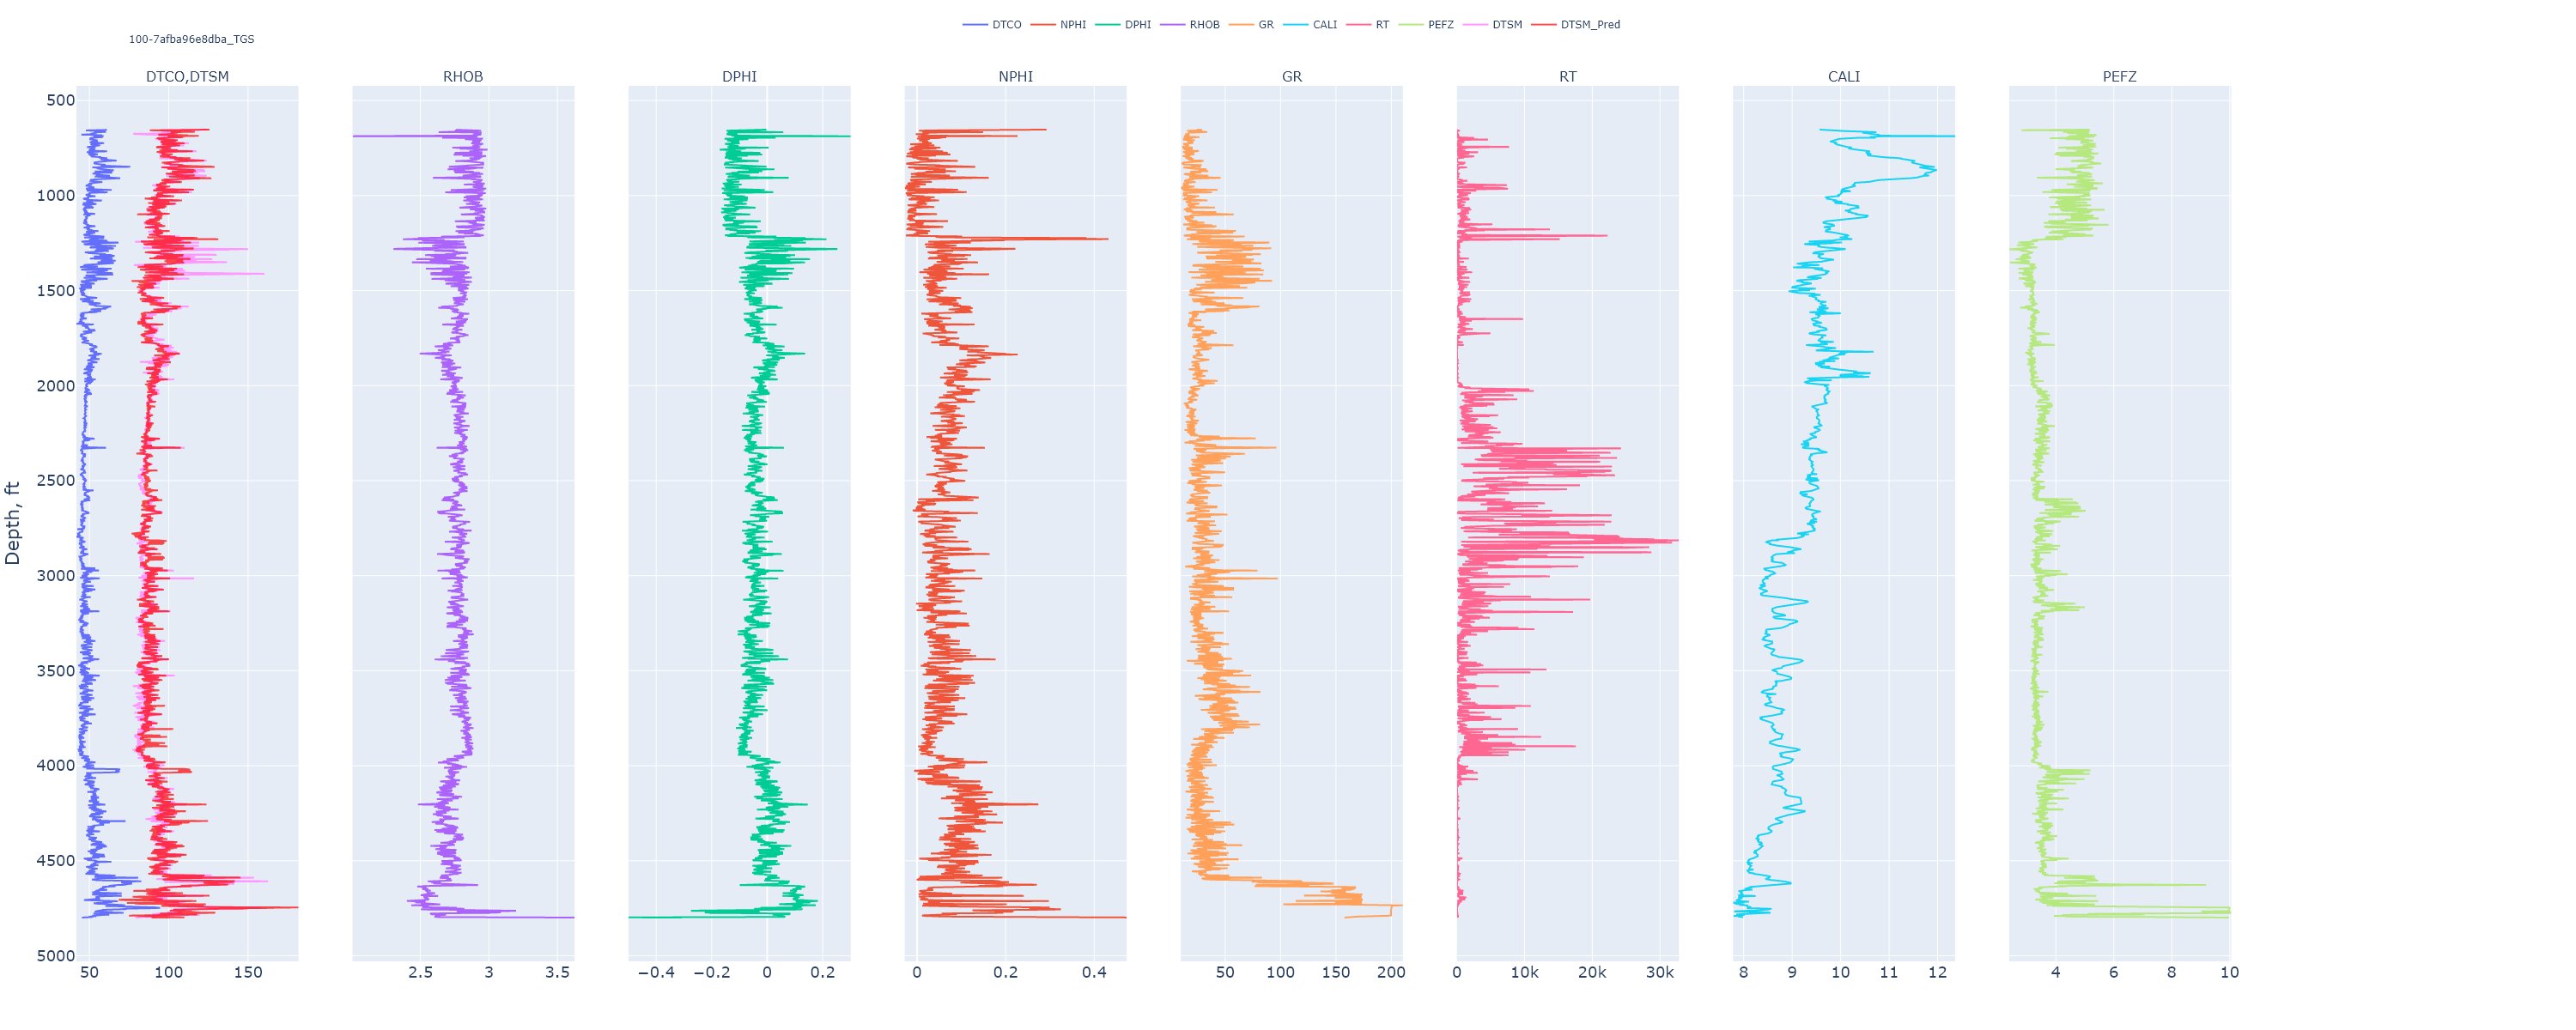 DTCO NPHI DPHI RHOB GR CALI RT PEFZ DTSM DTSM_Pred
100-7afba96e8dba_TGS
DTCO,DTSM RHOB DPHI NPHI GR RT CALI PEFZ
500
1000
1500
2000
2500
3000
3500
4000
4500
5000
Depth, ft
50 100 150 2.5 3 3.5 −0.4 −0.2 0 0.2 0 0.2 0.4 50 100 150 200 0 10k 20k 30k 8 9 10 11 12 4 6 8 10